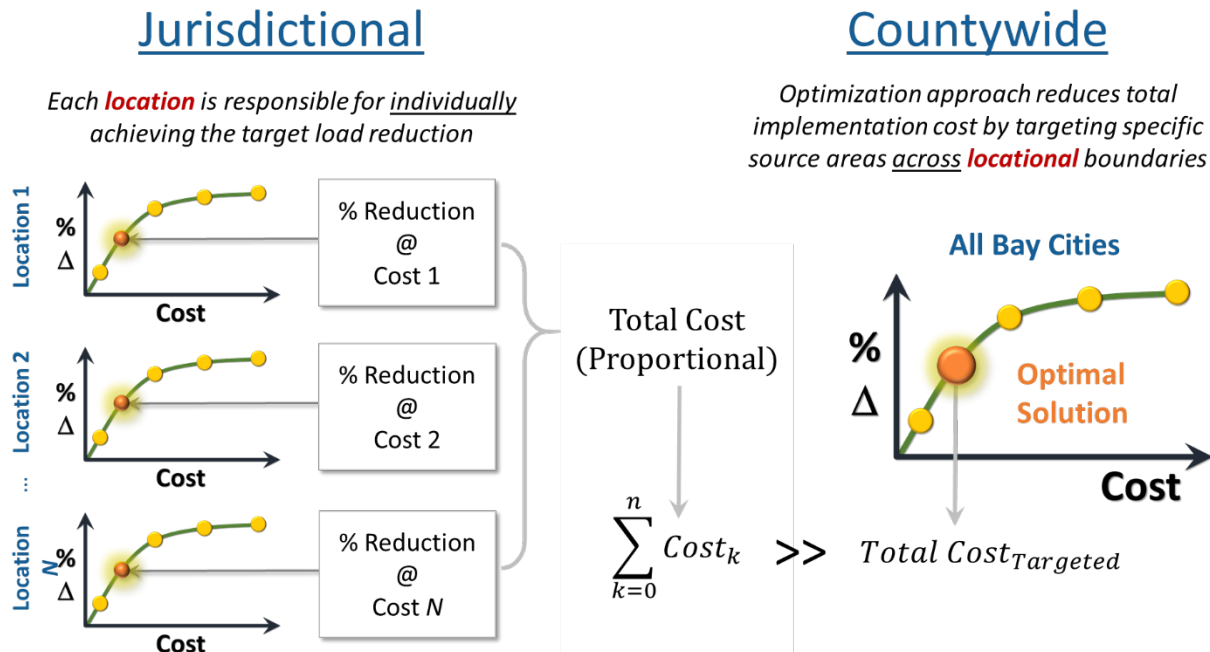 Jurisdictional
Each location is responsible for individually
achieving the target load reduction
Location 1
%
Δ
Cost
% Reduction
@
Cost 1
Location 2
%
Δ
Cost
% Reduction
@
Cost 2
...
Location
N
%
Δ
Cost
% Reduction
@
Cost N
Total Cost
(Proportional)
n
∑ Cost_k
k=0
>>
Countywide
Optimization approach reduces total
implementation cost by targeting specific
source areas across locational boundaries
All Bay Cities
%
Δ
Optimal
Solution
Cost
Total Cost_Targeted